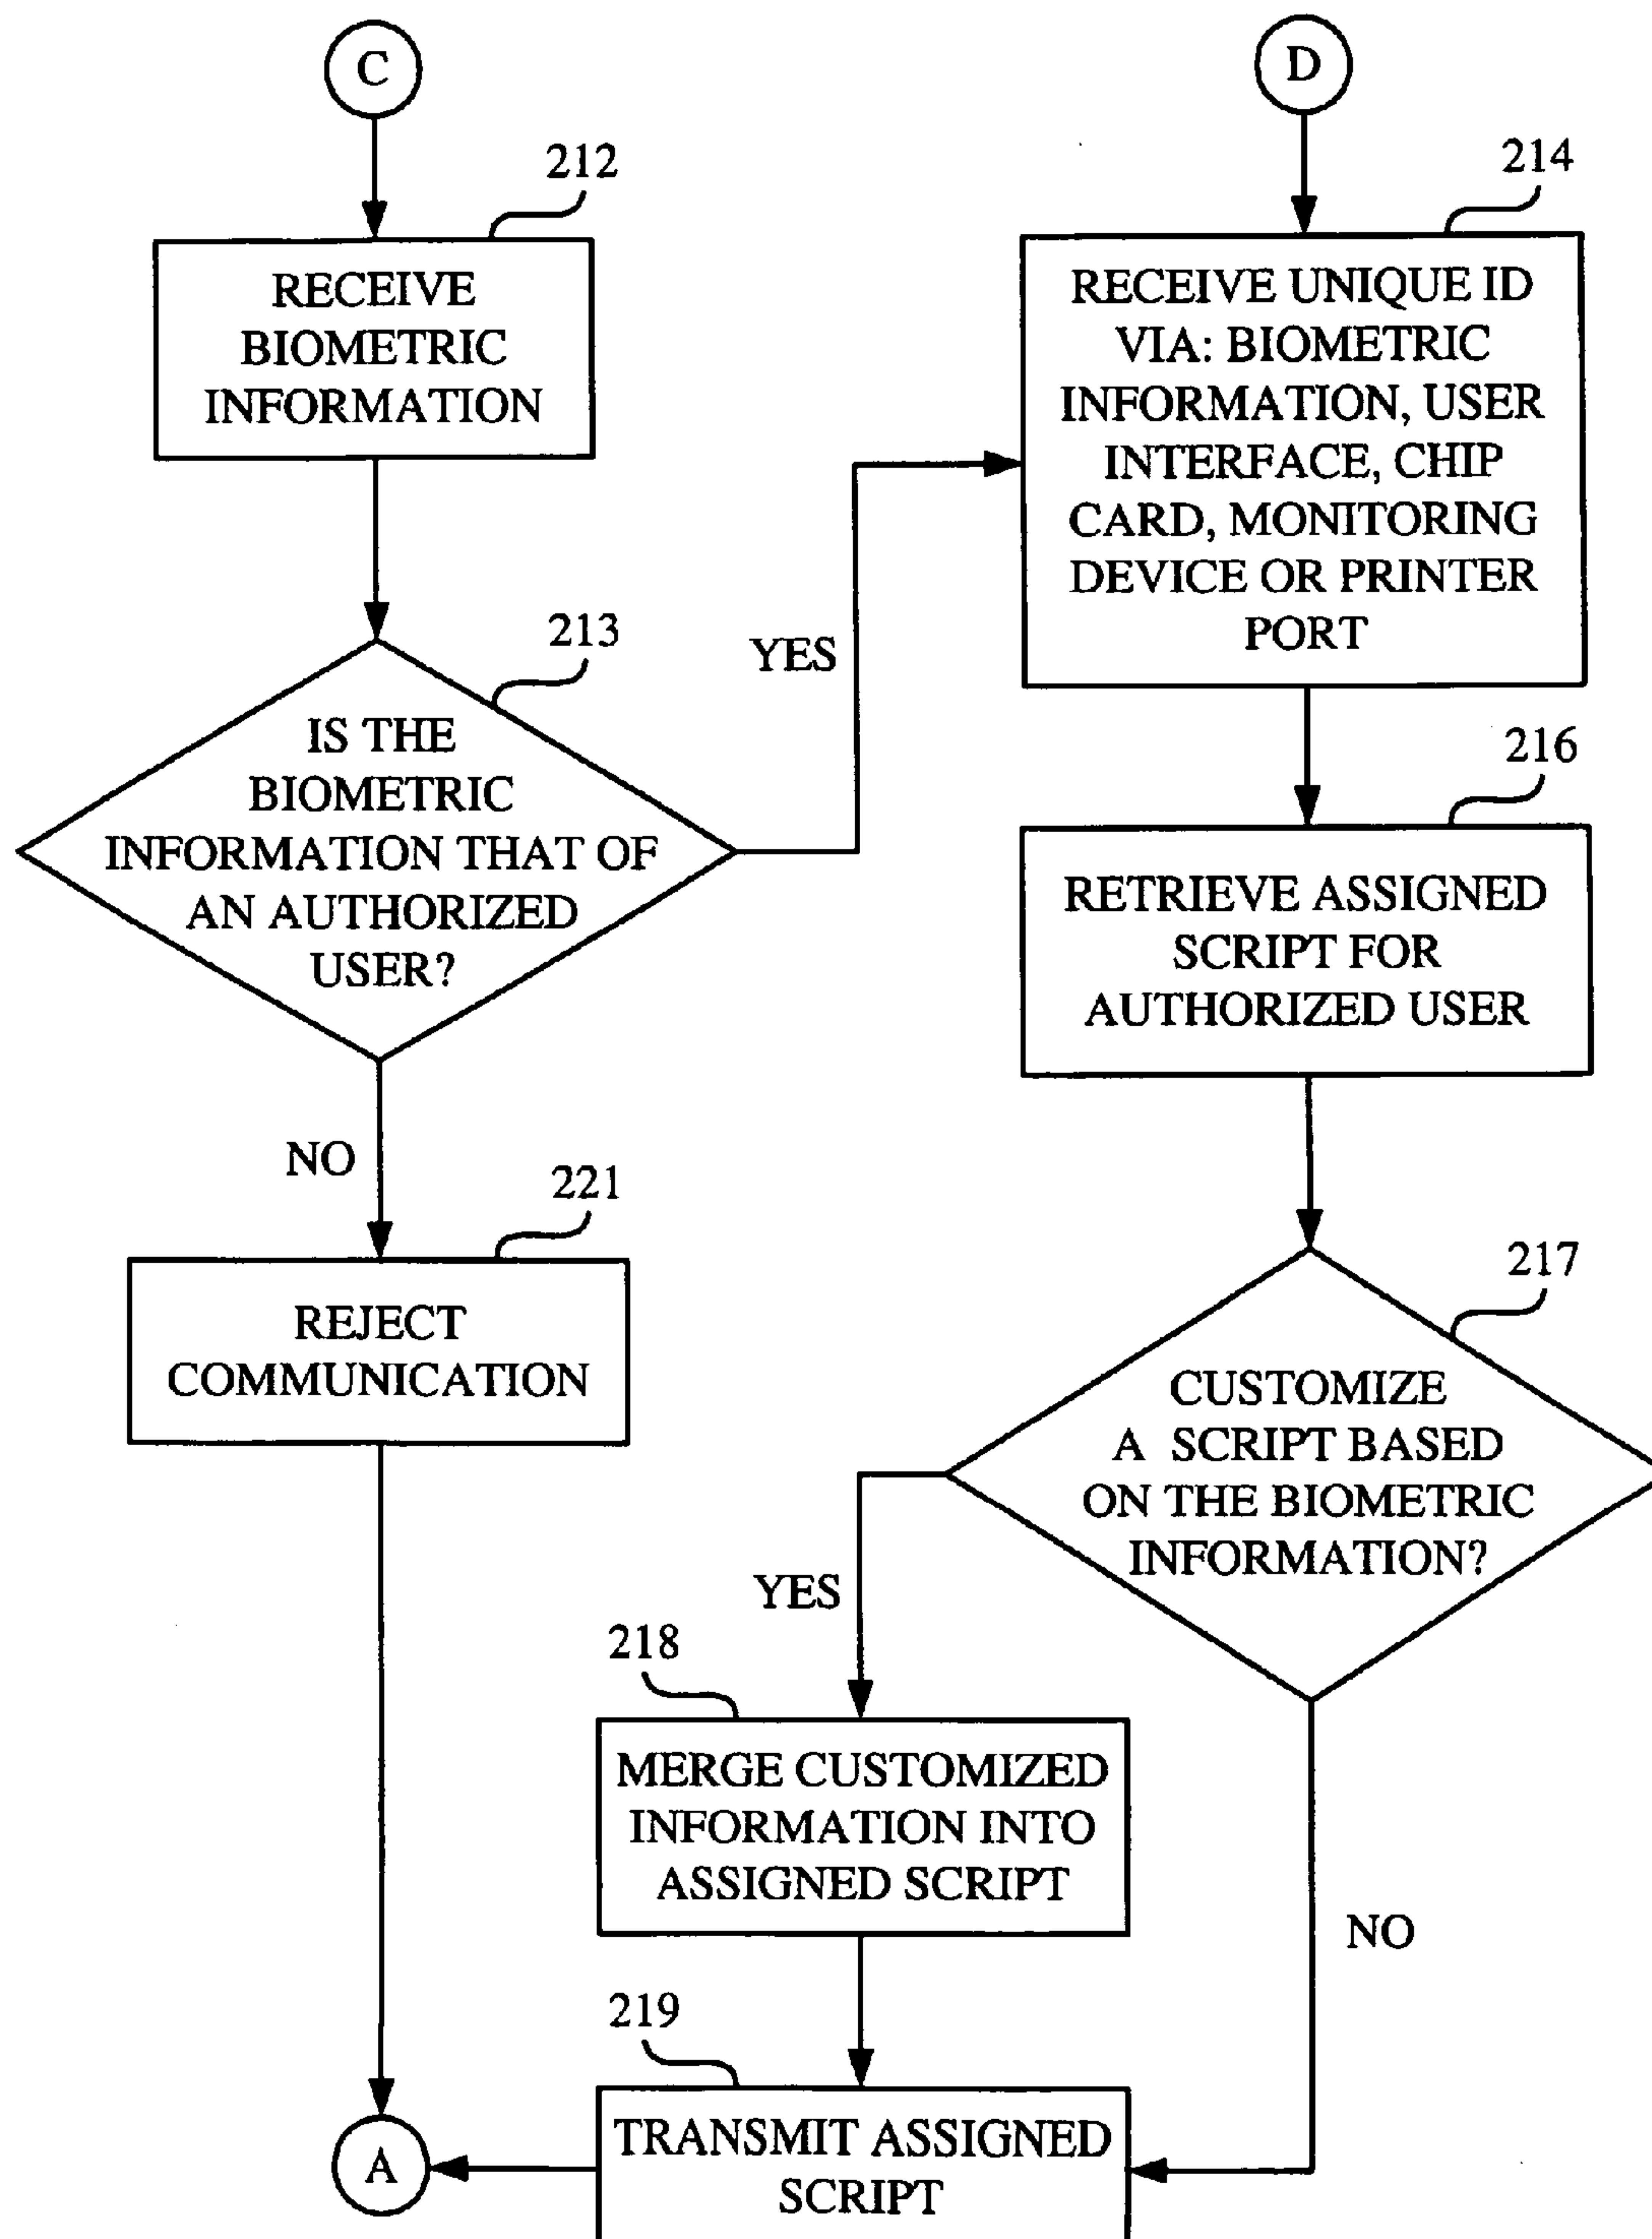 C
212
RECEIVE
BIOMETRIC
INFORMATION
213
IS THE
BIOMETRIC
INFORMATION THAT OF
AN AUTHORIZED
USER?
YES
NO
221
REJECT
COMMUNICATION
D
214
RECEIVE UNIQUE ID
VIA: BIOMETRIC
INFORMATION, USER
INTERFACE, CHIP
CARD, MONITORING
DEVICE OR PRINTER
PORT
216
RETRIEVE ASSIGNED
SCRIPT FOR
AUTHORIZED USER
217
CUSTOMIZE
A SCRIPT BASED
ON THE BIOMETRIC
INFORMATION?
YES
218
MERGE CUSTOMIZED
INFORMATION INTO
ASSIGNED SCRIPT
NO
219
TRANSMIT ASSIGNED
SCRIPT
A